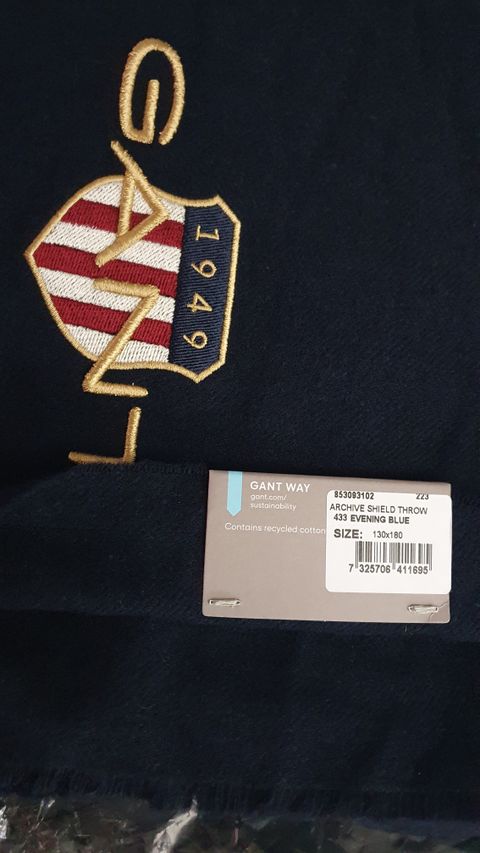 GANT
1949
GANT WAY
gant.com/
sustainability
Contains recycled cotton
853093102 223
ARCHIVE SHIELD THROW
433 EVENING BLUE
SIZE: 130x180
7 325706 411695